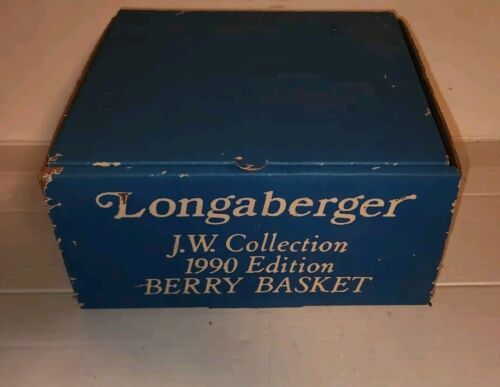 Longaberger
J.W. Collection
1990 Edition
BERRY BASKET